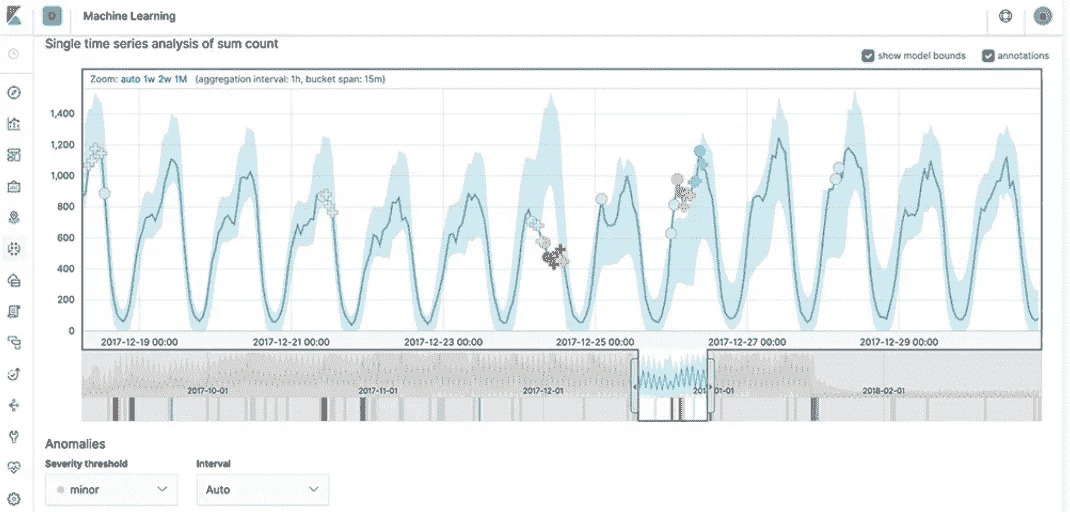 D Machine Learning
Single time series analysis of sum count
show model bounds annotations
Zoom: auto 1w 2w 1M (aggregation interval: 1h, bucket span: 15m)
1,400
1,200
1,000
800
600
400
200
0
2017-12-19 00:00 2017-12-21 00:00 2017-12-23 00:00 2017-12-25 00:00 2017-12-27 00:00 2017-12-29 00:00
2017-10-01 2017-11-01 2017-12-01 01-01 2018-02-01
Anomalies
Severity threshold Interval
minor Auto